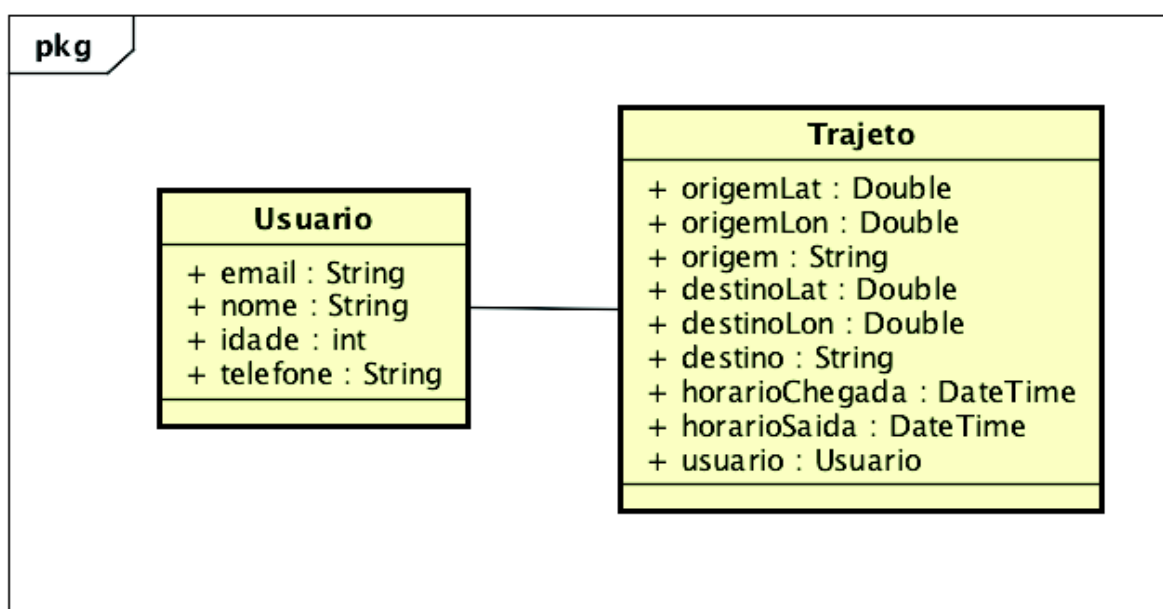 pkg
Usuario
+ email : String
+ nome : String
+ idade : int
+ telefone : String
Trajeto
+ origemLat : Double
+ origemLon : Double
+ origem : String
+ destinoLat : Double
+ destinoLon : Double
+ destino : String
+ horarioChegada : DateTime
+ horarioSaida : DateTime
+ usuario : Usuario